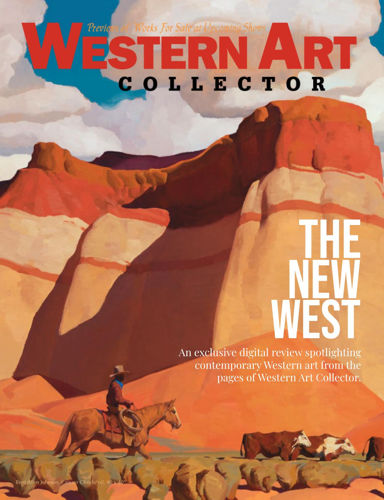 Previews of Works For Sale at Upcoming Shows
WESTERN ART
COLLECTOR
THE
NEW
WEST
An exclusive digital review spotlighting
contemporary Western art from the
pages of Western Art Collector.